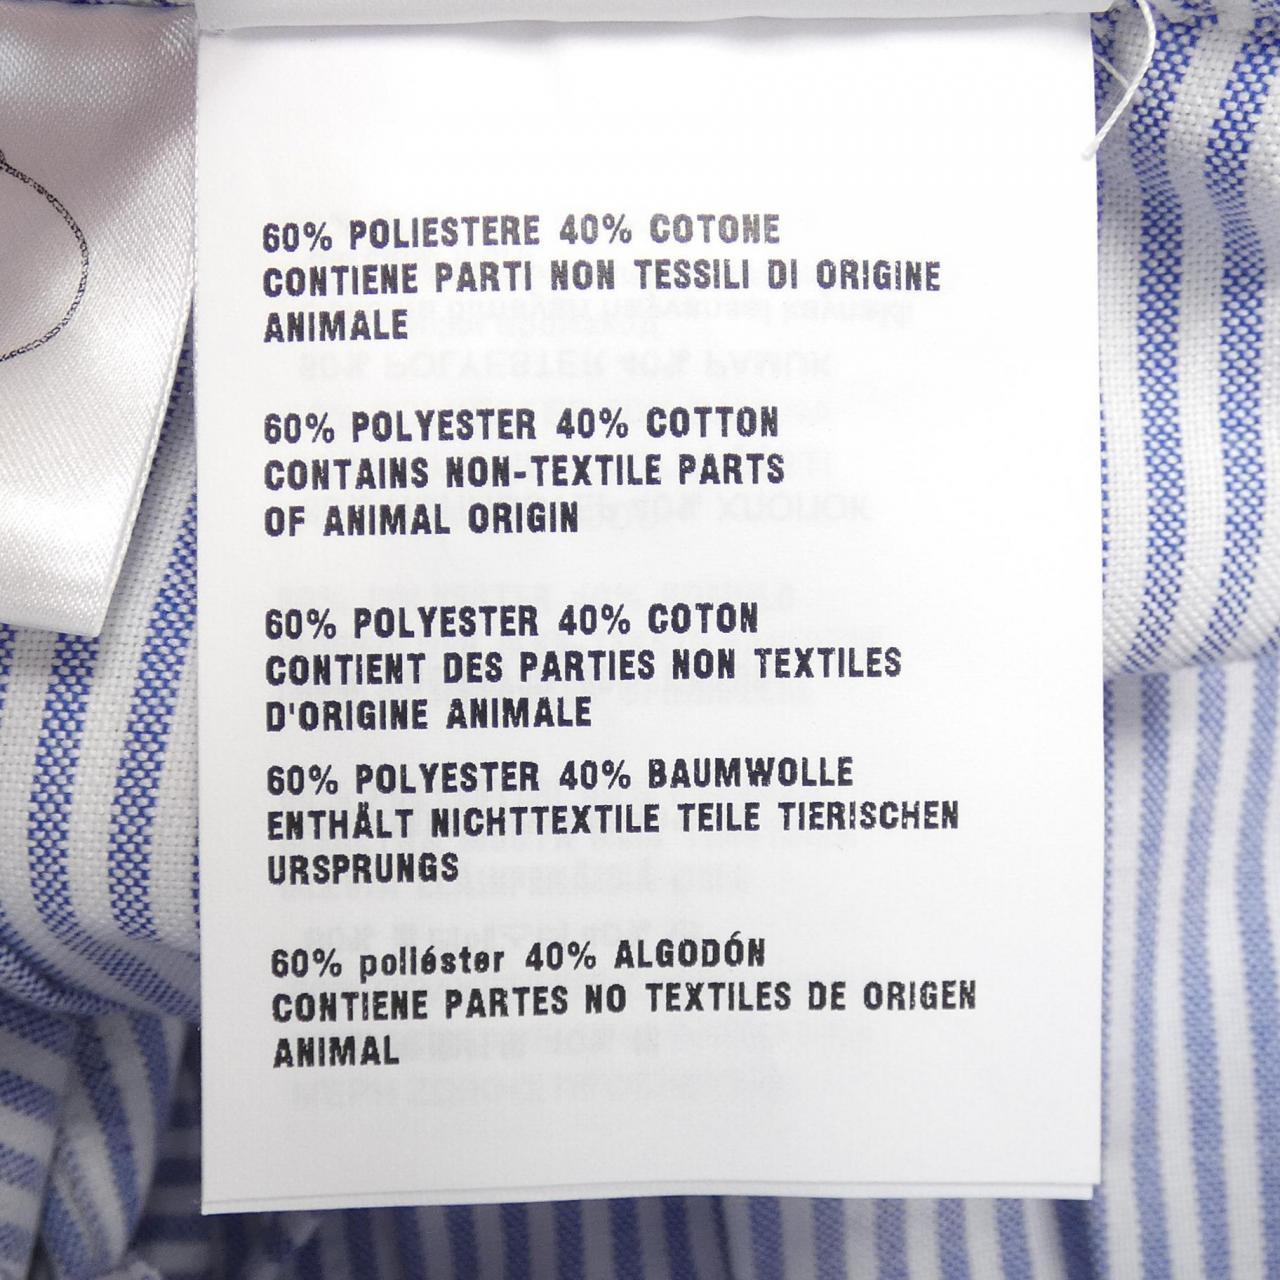 60% POLIESTERE 40% COTONE
CONTIENE PARTI NON TESSILI DI ORIGINE
ANIMALE
60% POLYESTER 40% COTTON
CONTAINS NON-TEXTILE PARTS
OF ANIMAL ORIGIN
60% POLYESTER 40% COTON
CONTIENT DES PARTIES NON TEXTILES
D'ORIGINE ANIMALE
60% POLYESTER 40% BAUMWOLLE
ENTHÄLT NICHTTEXTILE TEILE TIERISCHEN
URSPRUNGS
60% poliéster 40% ALGODÓN
CONTIENE PARTES NO TEXTILES DE ORIGEN
ANIMAL